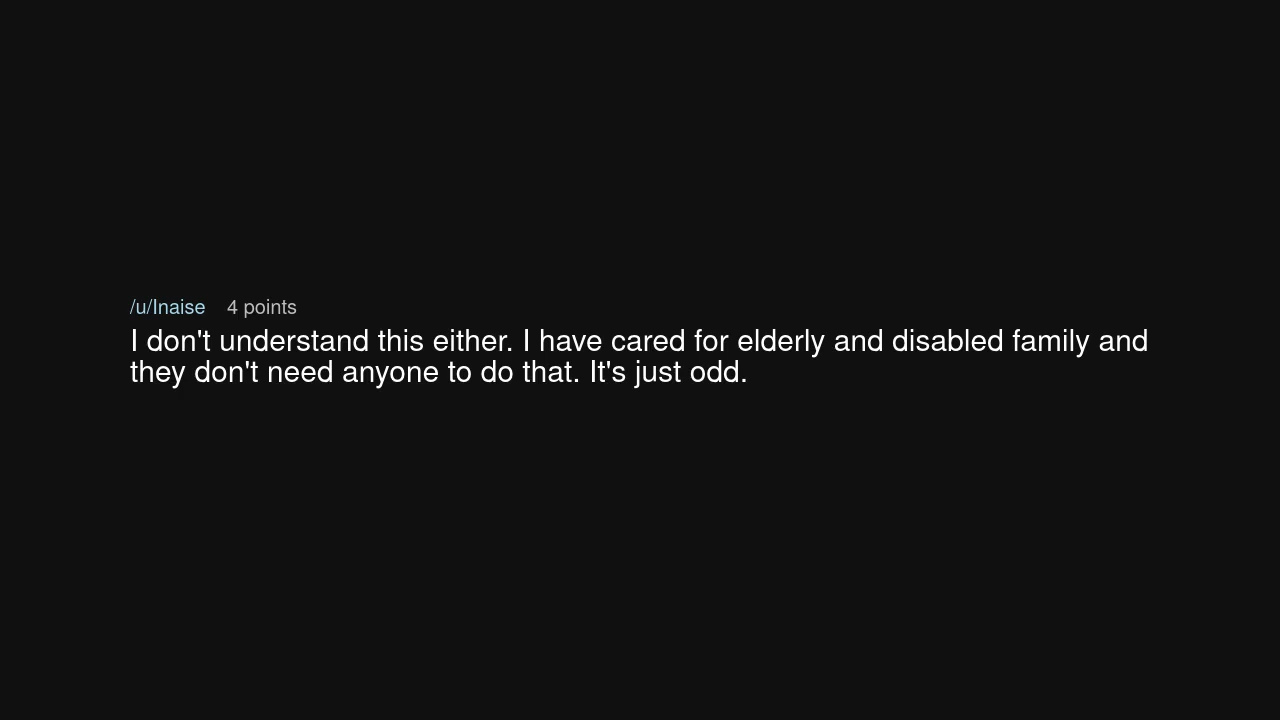 /u/Inaise 4 points
I don't understand this either. I have cared for elderly and disabled family and
they don't need anyone to do that. It's just odd.